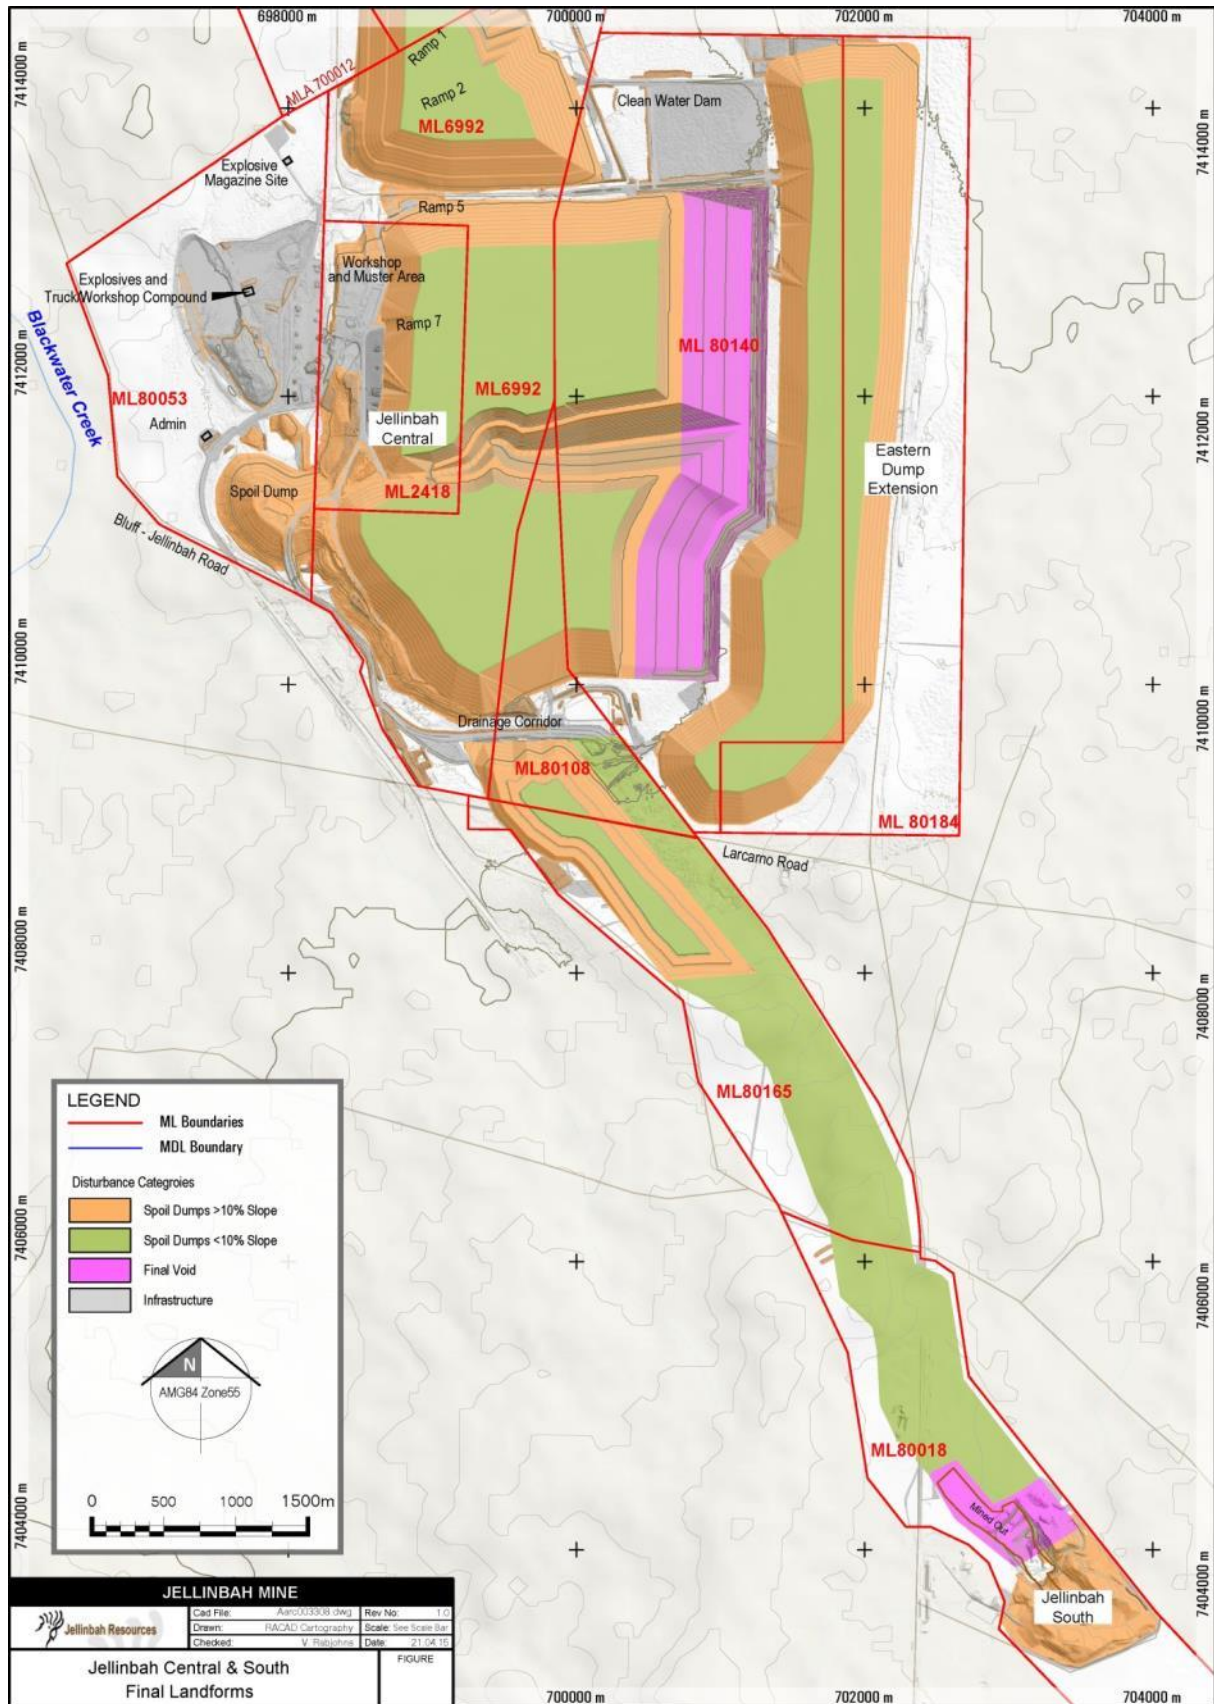 698000 m
700000 m
702000 m
704000 m
7414000 m
7414000 m
MLA 700012
Ramp 1
Ramp 2
ML6992
Clean Water Dam
Explosive
Magazine Site
Ramp 5
Workshop
and Muster Area
Explosives and
Truck/Workshop Compound
Ramp 7
ML 80140
7412000 m
7412000 m
Blackwater Creek
ML80053
Admin
ML6992
Jellinbah
Central
Eastern
Dump
Extension
Spoil Dump
ML2418
Bluff - Jellinbah Road
7410000 m
7410000 m
Drainage Corridor
ML80108
ML 80184
Larcamo Road
7408000 m
7408000 m
ML80165
LEGEND
ML Boundaries
MDL Boundary
Disturbance Categroies
Spoil Dumps >10% Slope
Spoil Dumps <10% Slope
Final Void
Infrastructure
N
AMG84 Zone55
0 500 1000 1500m
7406000 m
7406000 m
ML80018
Mined Out
7404000 m
7404000 m
Jellinbah
South
JELLINBAH MINE
Jellinbah Resources
Cad File: Aarc003308.dwg Rev No: 1.0
Drawn: RACAD Cartography Scale: See Scale Bar
Checked: V. Rabjohns Date: 21.04.15
Jellinbah Central & South
Final Landforms
FIGURE
700000 m
702000 m
704000 m